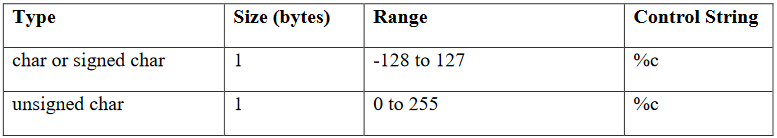 Type Size (bytes) Range Control String
char or signed char 1 -128 to 127 %c
unsigned char 1 0 to 255 %c